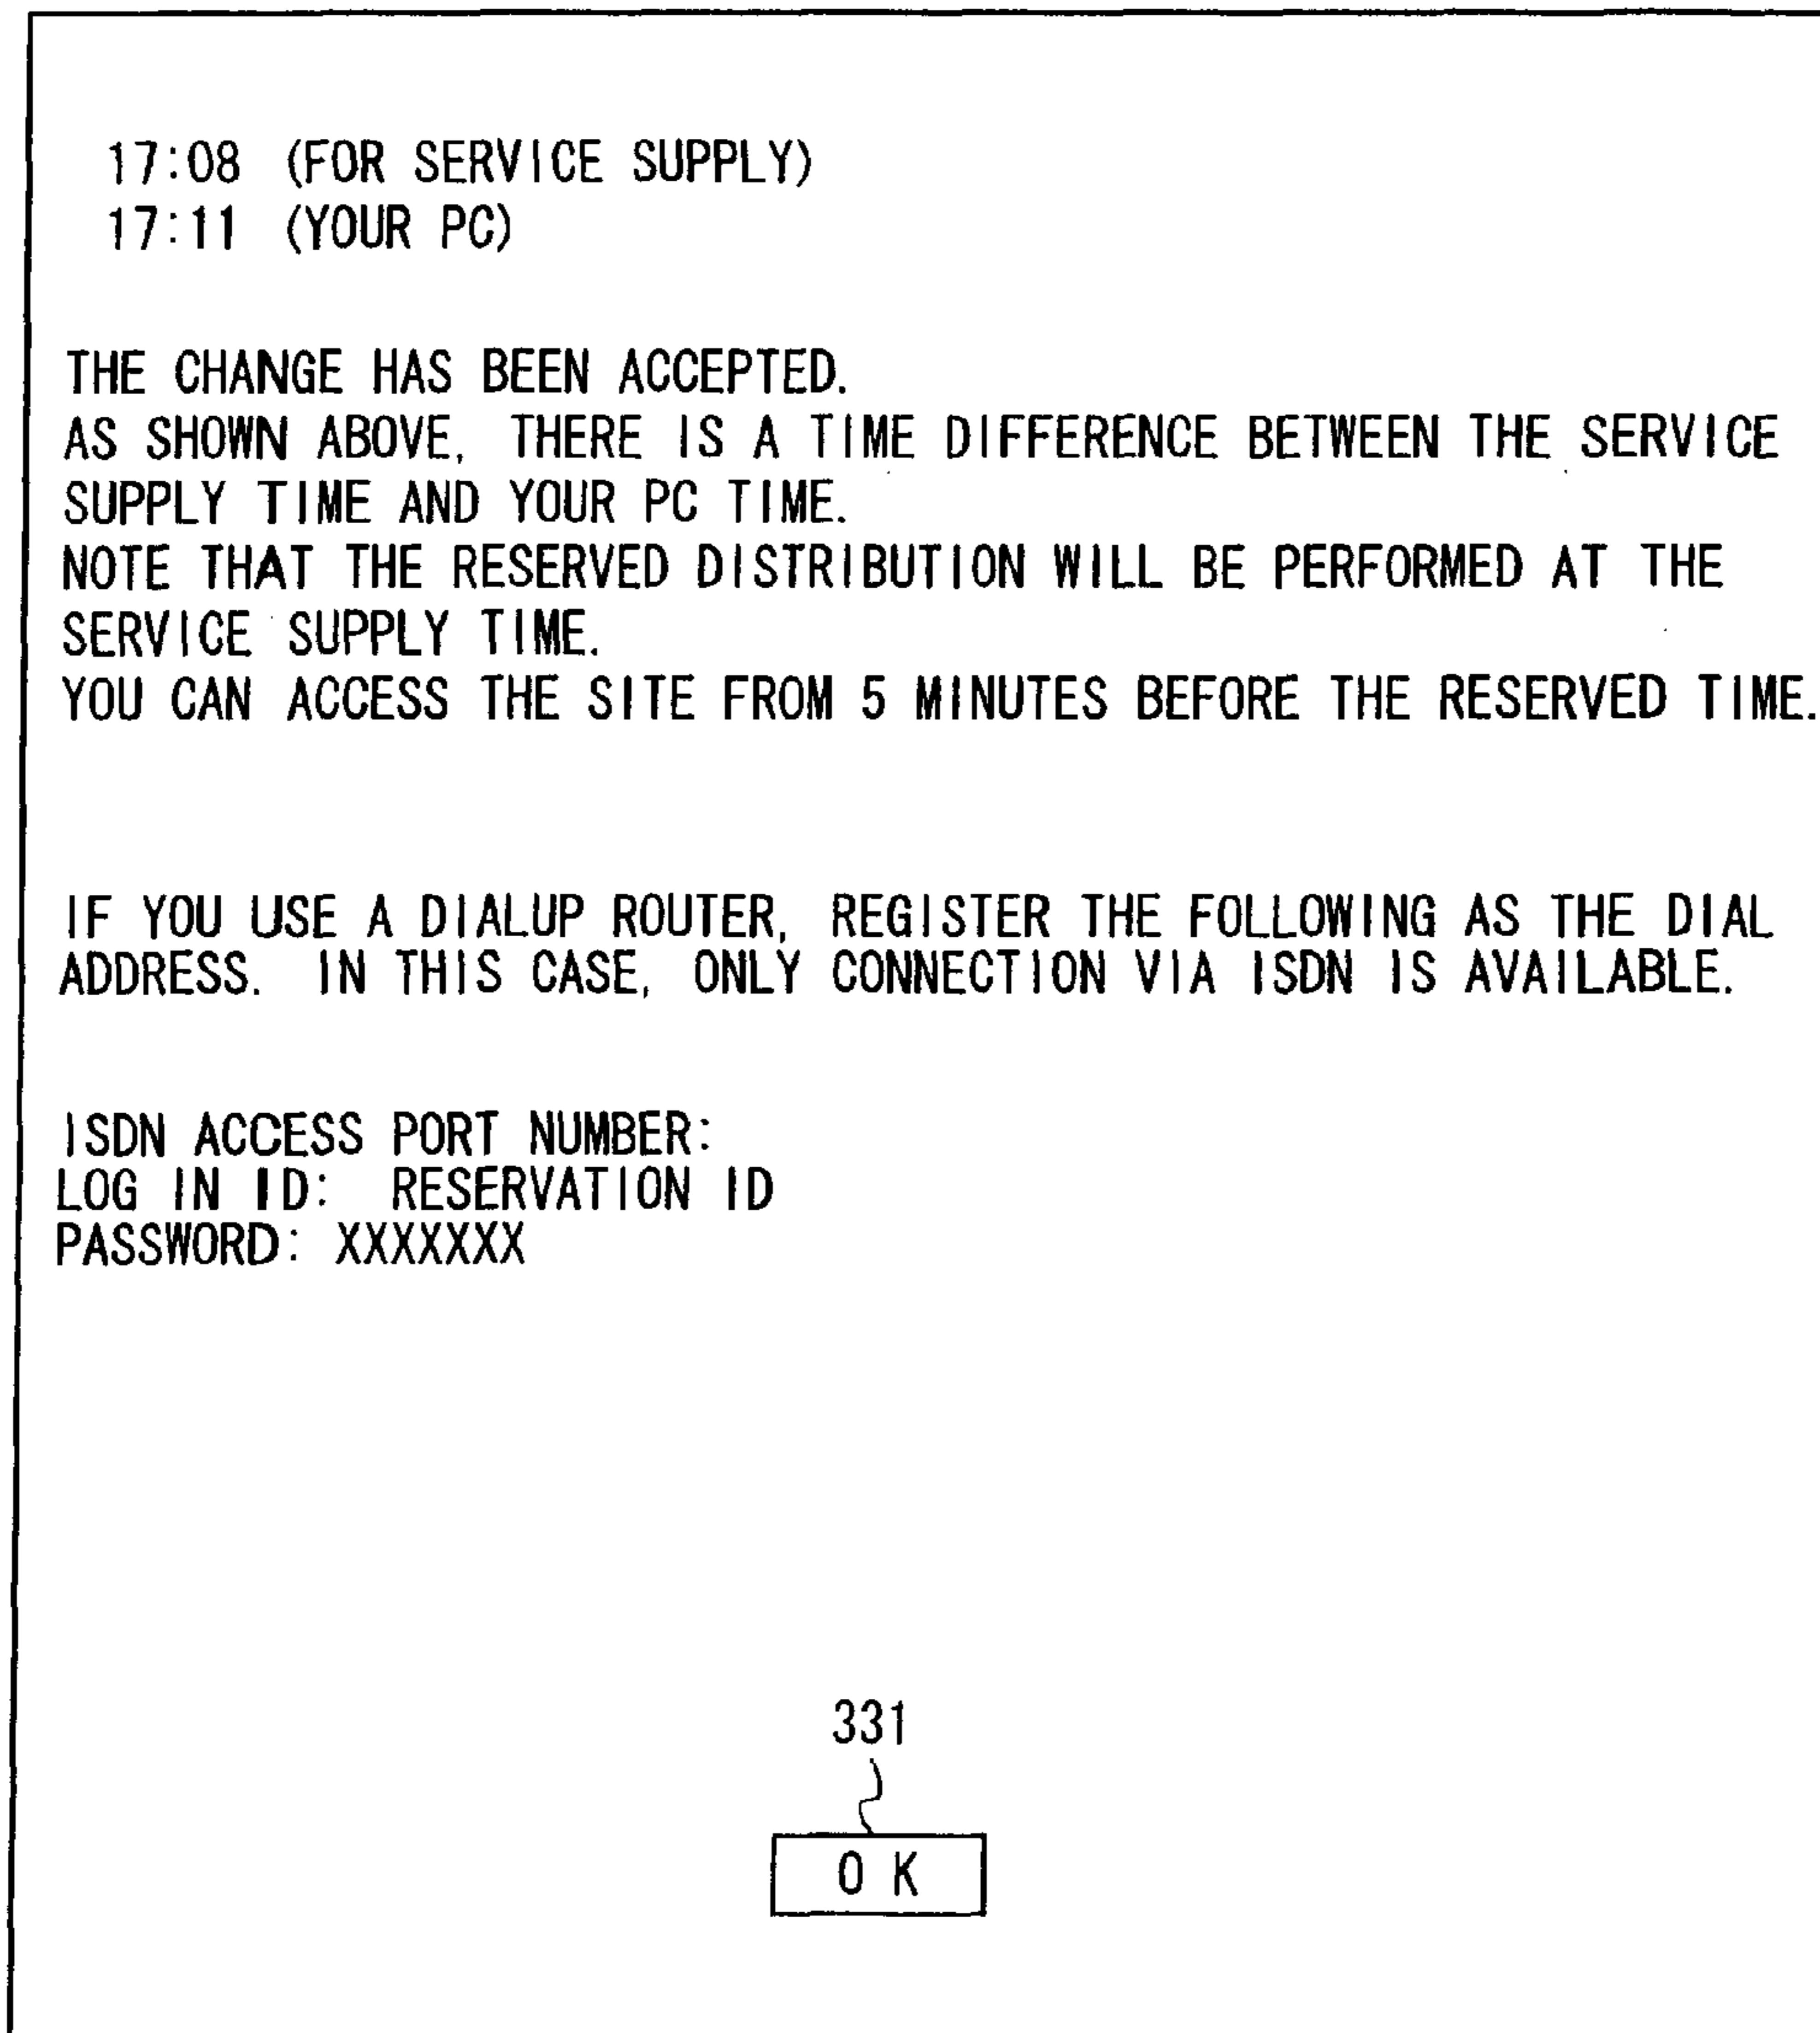 17:08 (FOR SERVICE SUPPLY)
17:11 (YOUR PC)
THE CHANGE HAS BEEN ACCEPTED.
AS SHOWN ABOVE, THERE IS A TIME DIFFERENCE BETWEEN THE SERVICE
SUPPLY TIME AND YOUR PC TIME.
NOTE THAT THE RESERVED DISTRIBUTION WILL BE PERFORMED AT THE
SERVICE SUPPLY TIME.
YOU CAN ACCESS THE SITE FROM 5 MINUTES BEFORE THE RESERVED TIME.
IF YOU USE A DIALUP ROUTER, REGISTER THE FOLLOWING AS THE DIAL
ADDRESS. IN THIS CASE, ONLY CONNECTION VIA ISDN IS AVAILABLE.
ISDN ACCESS PORT NUMBER:
LOG IN ID: RESERVATION ID
PASSWORD: XXXXXXX
331
OK